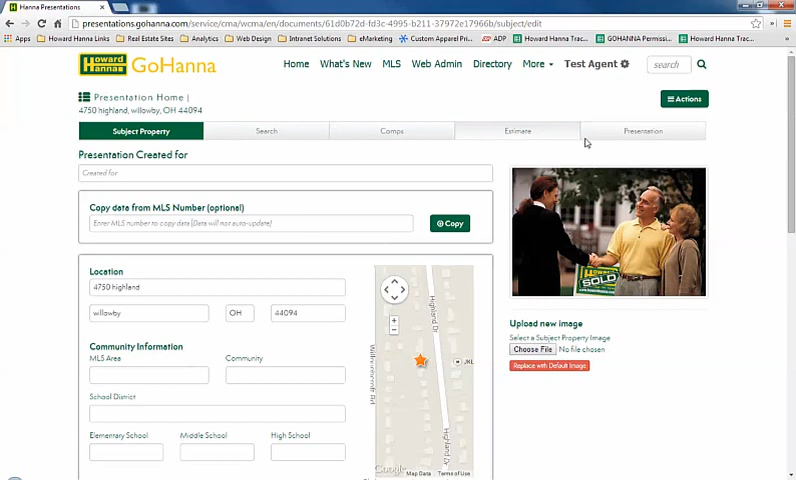 Hanna Presentations
presentations.gohanna.com/service/cma/wcma/en/documents/61d0b72d-fd3c-4995-b211-37972e17966b/subject/edit
Apps Howard Hanna Links Real Estate Sites Analytics Web Design Intranet Solutions eMarketing Custom Apparel Pri... ADP Howard Hanna Trac... GOHANNA Permissi... Howard Hanna Trac...
Howard Hanna GoHanna Home What's New MLS Web Admin Directory More Test Agent search
Presentation Home |
4750 highland, willowby, OH 44094
Actions
Subject Property Search Comps Estimate Presentation
Presentation Created for
Created for
Copy data from MLS Number (optional)
Enter MLS number to copy data (Data will not auto-update)
Copy
SOLD
Location
4750 highland
willowby OH 44094
Community Information
MLS Area Community
School District
Elementary School Middle School High School
Highland Dr
JKL
Highland Dr
Google Map Data Terms of Use
Upload new image
Select a Subject Property Image
Choose File No file chosen
Replace with Default Image